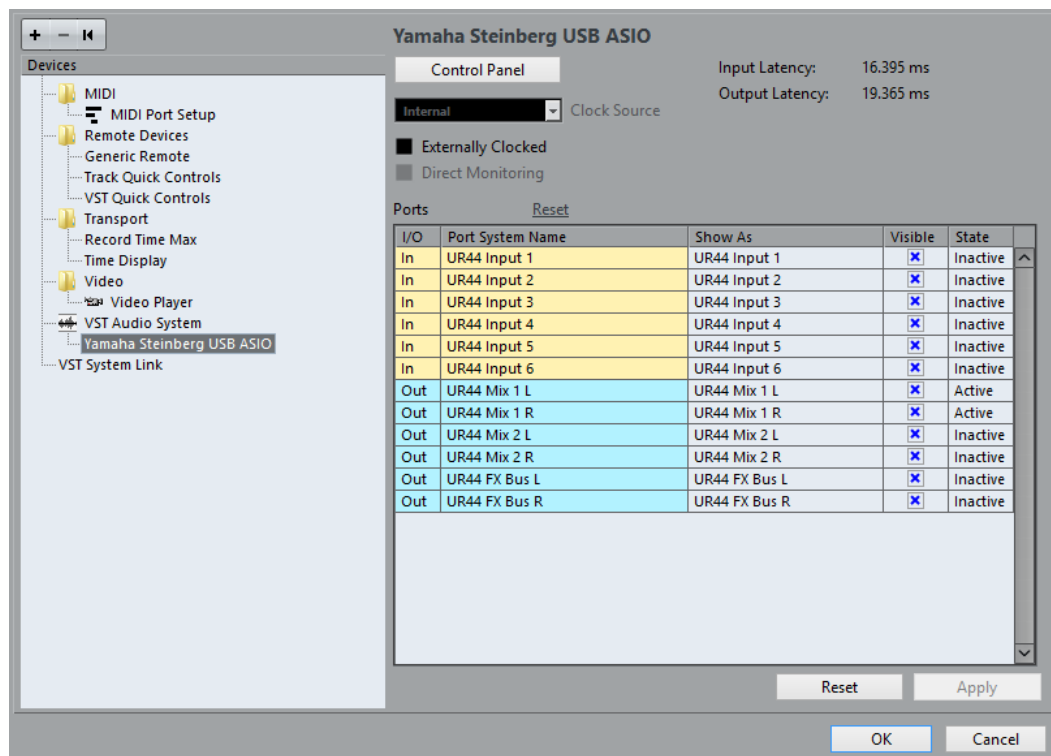 Devices
MIDI
MIDI Port Setup
Remote Devices
Generic Remote
Track Quick Controls
VST Quick Controls
Transport
Record Time Max
Time Display
Video
Video Player
VST Audio System
Yamaha Steinberg USB ASIO
VST System Link
Yamaha Steinberg USB ASIO
Control Panel
Input Latency: 16.395 ms
Output Latency: 19.365 ms
Internal Clock Source
Externally Clocked
Direct Monitoring
Ports Reset
I/O Port System Name Show As Visible State
In UR44 Input 1 UR44 Input 1 Inactive
In UR44 Input 2 UR44 Input 2 Inactive
In UR44 Input 3 UR44 Input 3 Inactive
In UR44 Input 4 UR44 Input 4 Inactive
In UR44 Input 5 UR44 Input 5 Inactive
In UR44 Input 6 UR44 Input 6 Inactive
Out UR44 Mix 1 L UR44 Mix 1 L Active
Out UR44 Mix 1 R UR44 Mix 1 R Active
Out UR44 Mix 2 L UR44 Mix 2 L Inactive
Out UR44 Mix 2 R UR44 Mix 2 R Inactive
Out UR44 FX Bus L UR44 FX Bus L Inactive
Out UR44 FX Bus R UR44 FX Bus R Inactive
Reset Apply
OK Cancel